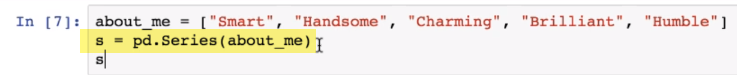 In [7]: about_me = ["Smart", "Handsome", "Charming", "Brilliant", "Humble"]
s = pd.Series(about_me)
s